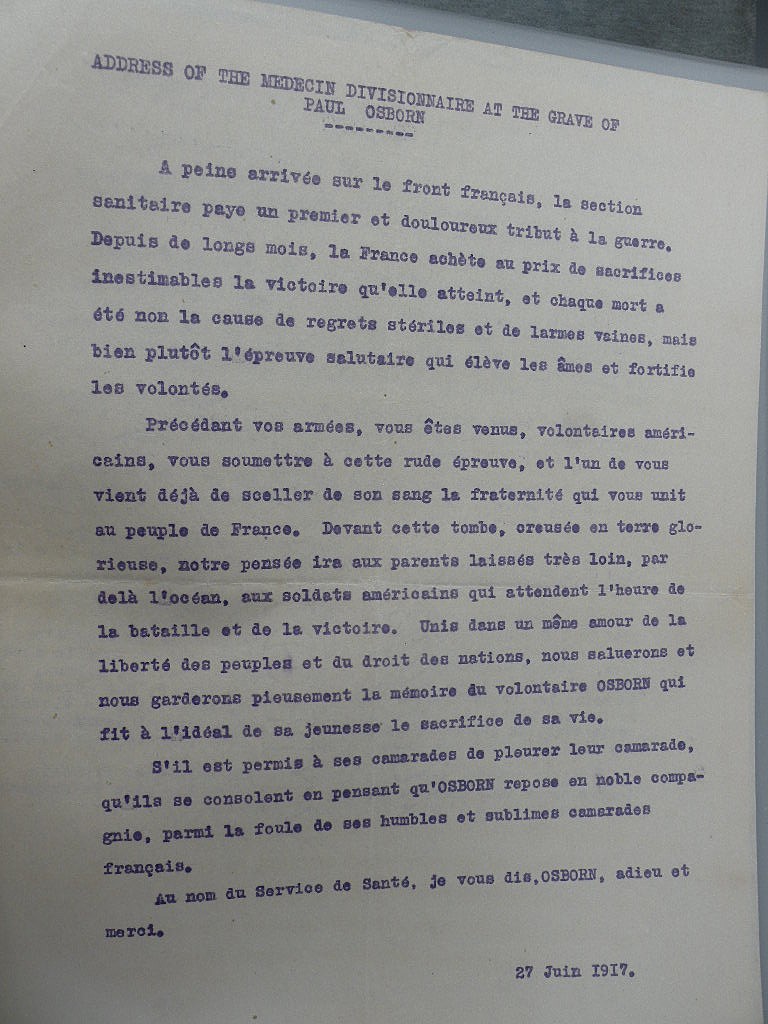 ADDRESS OF THE MEDECIN DIVISIONNAIRE AT THE GRAVE OF
PAUL OSBORN
---------
A peine arrivée sur le front français, la section
sanitaire paye un premier et douloureux tribut à la guerre.
Depuis de longs mois, la France achète au prix de sacrifices
inestimables la victoire qu'elle atteint, et chaque mort a
été non la cause de regrets stériles et de larmes vaines, mais
bien plutôt l'épreuve salutaire qui élève les âmes et fortifie
les volontés.
Précédant vos armées, vous êtes venus, volontaires améri-
cains, vous soumettre à cette rude épreuve, et l'un de vous
vient déjà de sceller de son sang la fraternité qui vous unit
au peuple de France. Devant cette tombe, creusée en terre glo-
rieuse, notre pensée ira aux parents laissés très loin, par
delà l'océan, aux soldats américains qui attendent l'heure de
la bataille et de la victoire. Unis dans un même amour de la
liberté des peuples et du droit des nations, nous saluerons et
nous garderons pieusement la mémoire du volontaire OSBORN qui
fit à l'idéal de sa jeunesse le sacrifice de sa vie.
S'il est permis à ses camarades de pleurer leur camarade,
qu'ils se consolent en pensant qu'OSBORN repose en noble compa-
gnie, parmi la foule de ses humbles et sublimes camarades
français.
Au nom du Service de Santé, je vous dis,OSBORN, adieu et
merci.
27 Juin 1917.